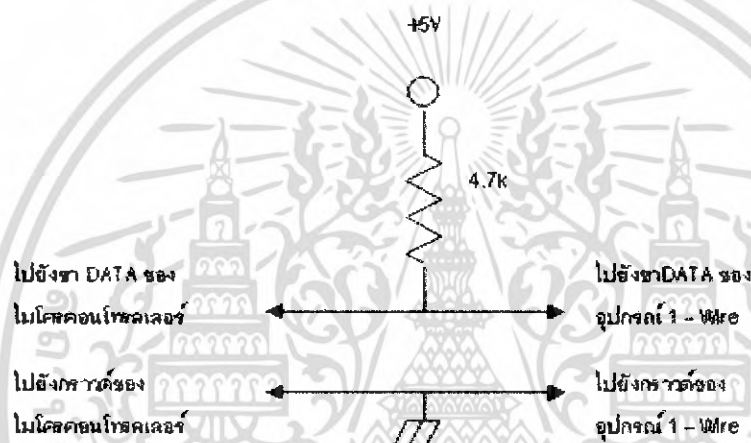 +5V
4.7K
ไปยังขา DATA ของ
ไมโครคอนโทรลเลอร์
ไปยังขาDATA ของ
อุปกรณ์ 1 - Wire
ไปยังกราวด์ของ
ไมโครคอนโทรลเลอร์
ไปยังกราวด์ของ
อุปกรณ์ 1 - Wire